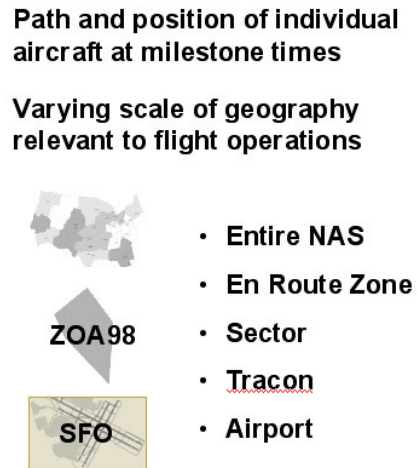 Path and position of individual
aircraft at milestone times
Varying scale of geography
relevant to flight operations
• Entire NAS
• En Route Zone
ZOA98
• Sector
• Tracon
SFO
• Airport